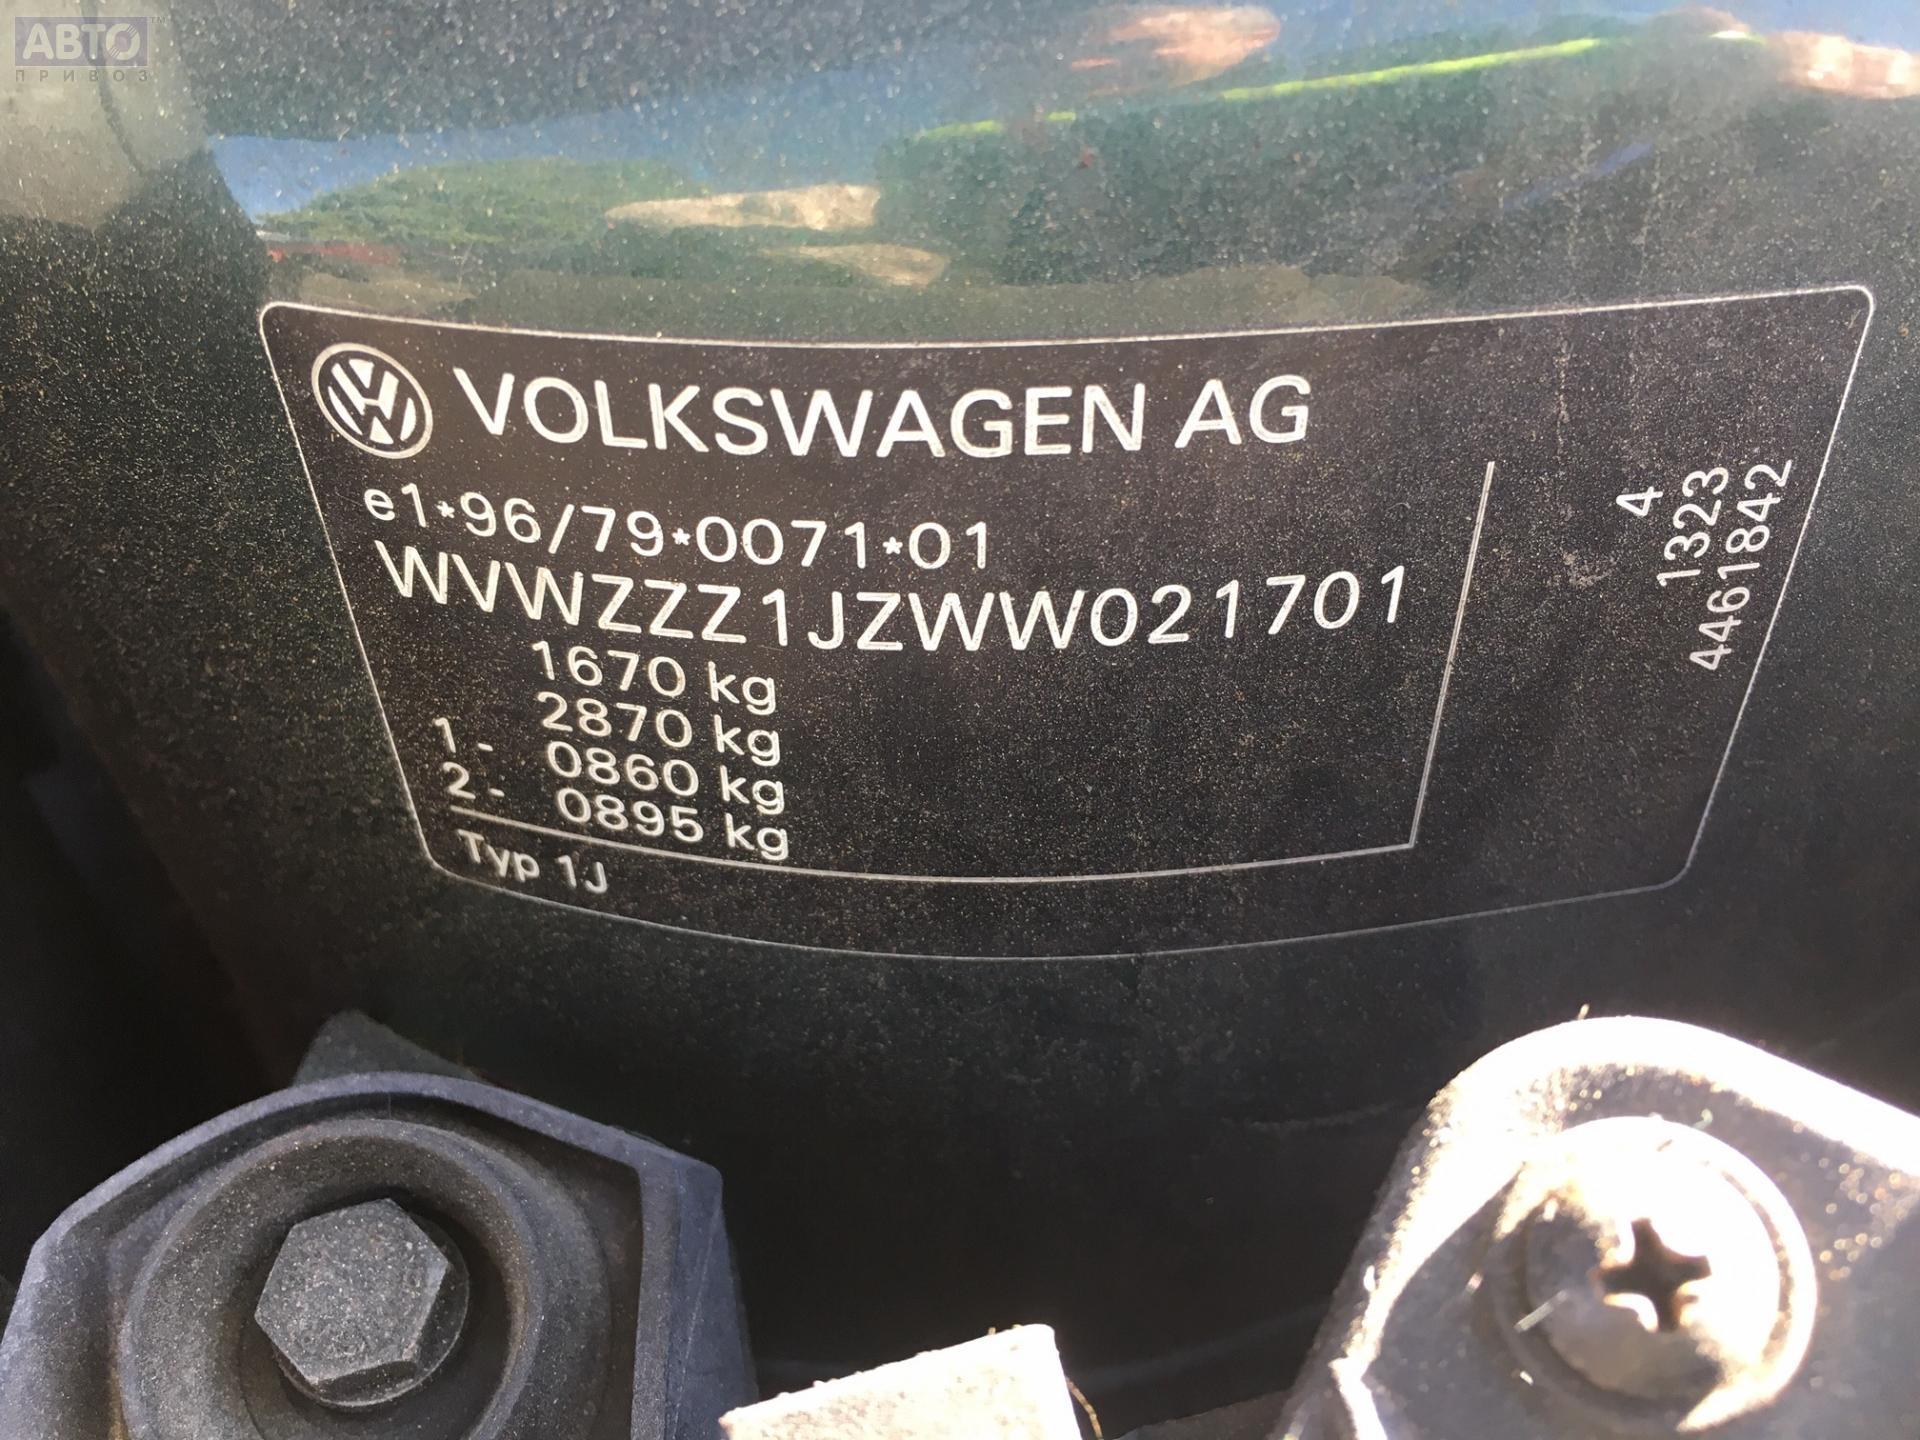 АВТО
ПРИВОЗ
VOLKSWAGEN AG
e1*96/79*0071*01
WVWZZZ1JZWW021701
1670 kg
2870 kg
1 - 0860 kg
2 - 0895 kg
Typ 1J
4
1323
4461842